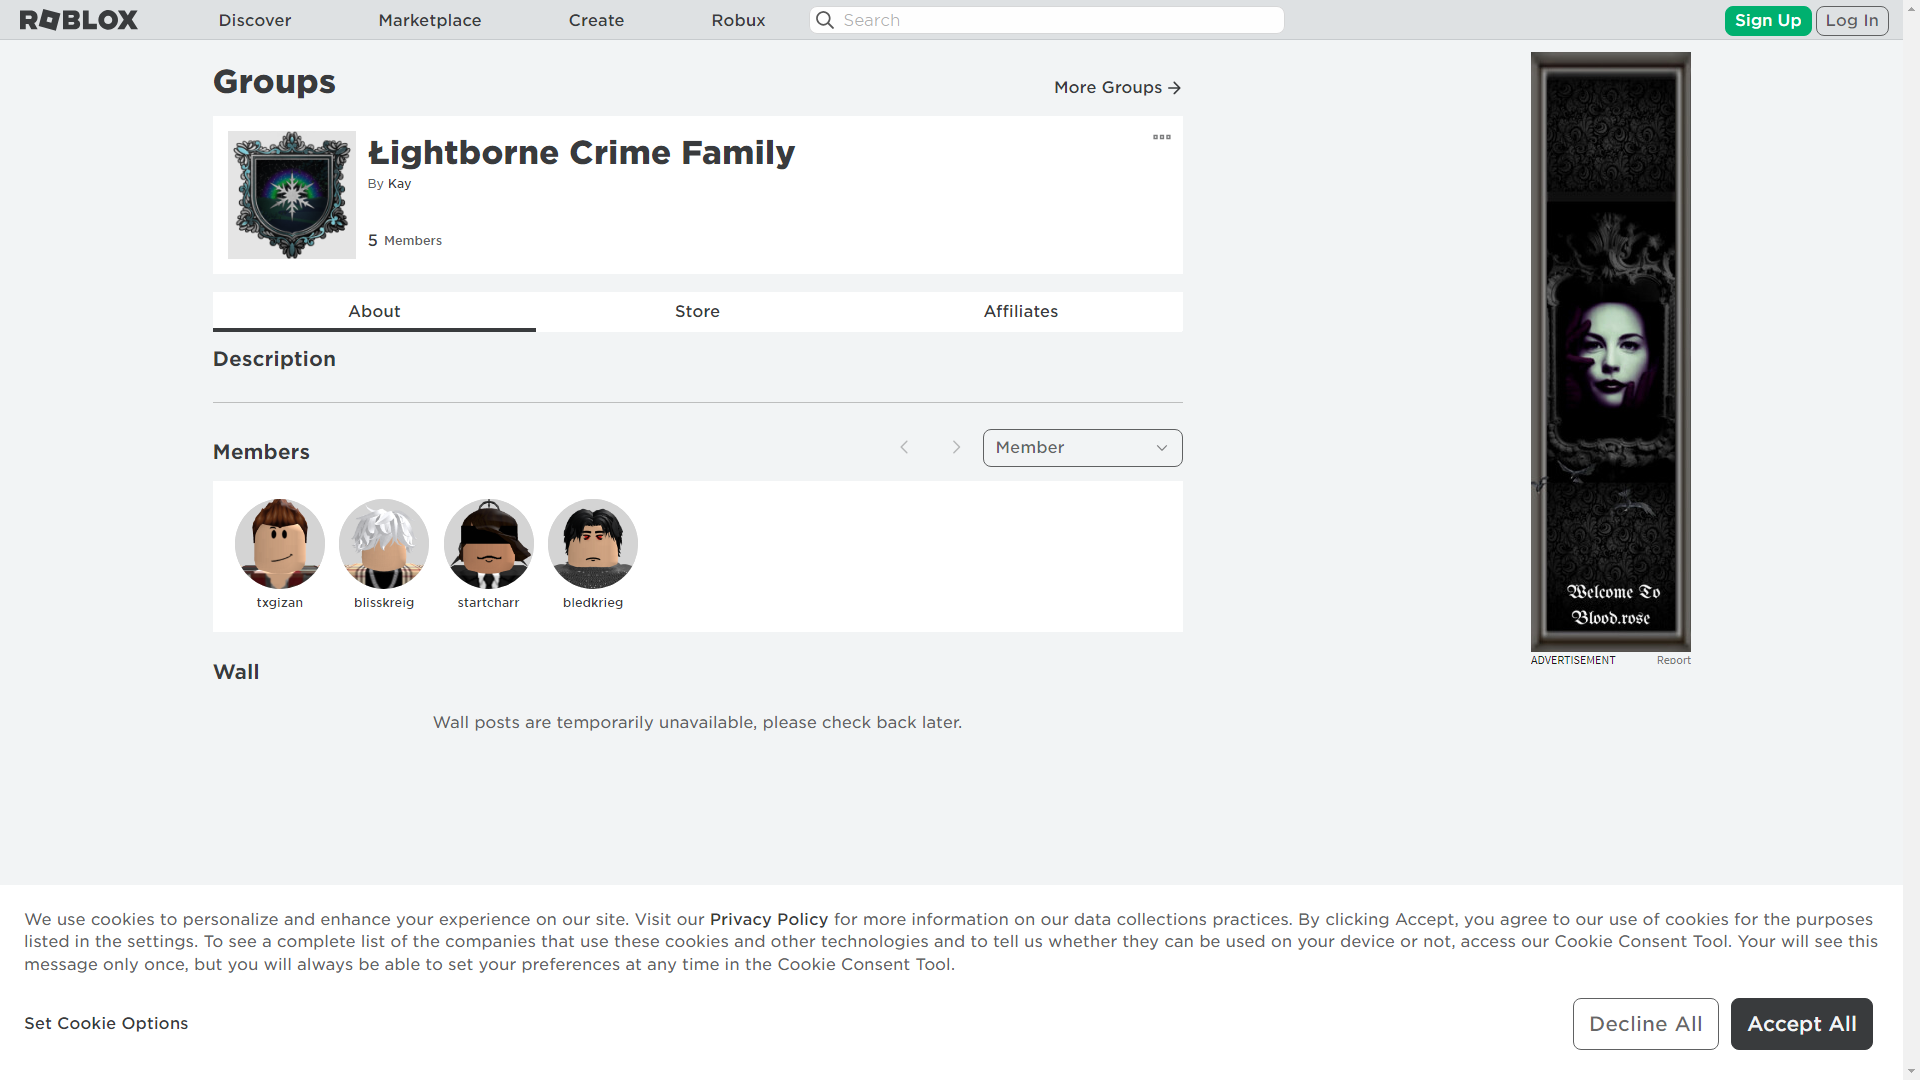 ROBLOX
Discover
Marketplace
Create
Robux
Search
Sign Up
Log In
Groups
More Groups
Łightborne Crime Family
By Kay
5 Members
About
Store
Affiliates
Description
Members
Member
txgizan
blisskreig
startcharr
bledkrieg
Wall
Wall posts are temporarily unavailable, please check back later.
Welcome To
Blood.rose
ADVERTISEMENT
Report
We use cookies to personalize and enhance your experience on our site. Visit our Privacy Policy for more information on our data collections practices. By clicking Accept, you agree to our use of cookies for the purposes
listed in the settings. To see a complete list of the companies that use these cookies and other technologies and to tell us whether they can be used on your device or not, access our Cookie Consent Tool. Your will see this
message only once, but you will always be able to set your preferences at any time in the Cookie Consent Tool.
Set Cookie Options
Decline All
Accept All